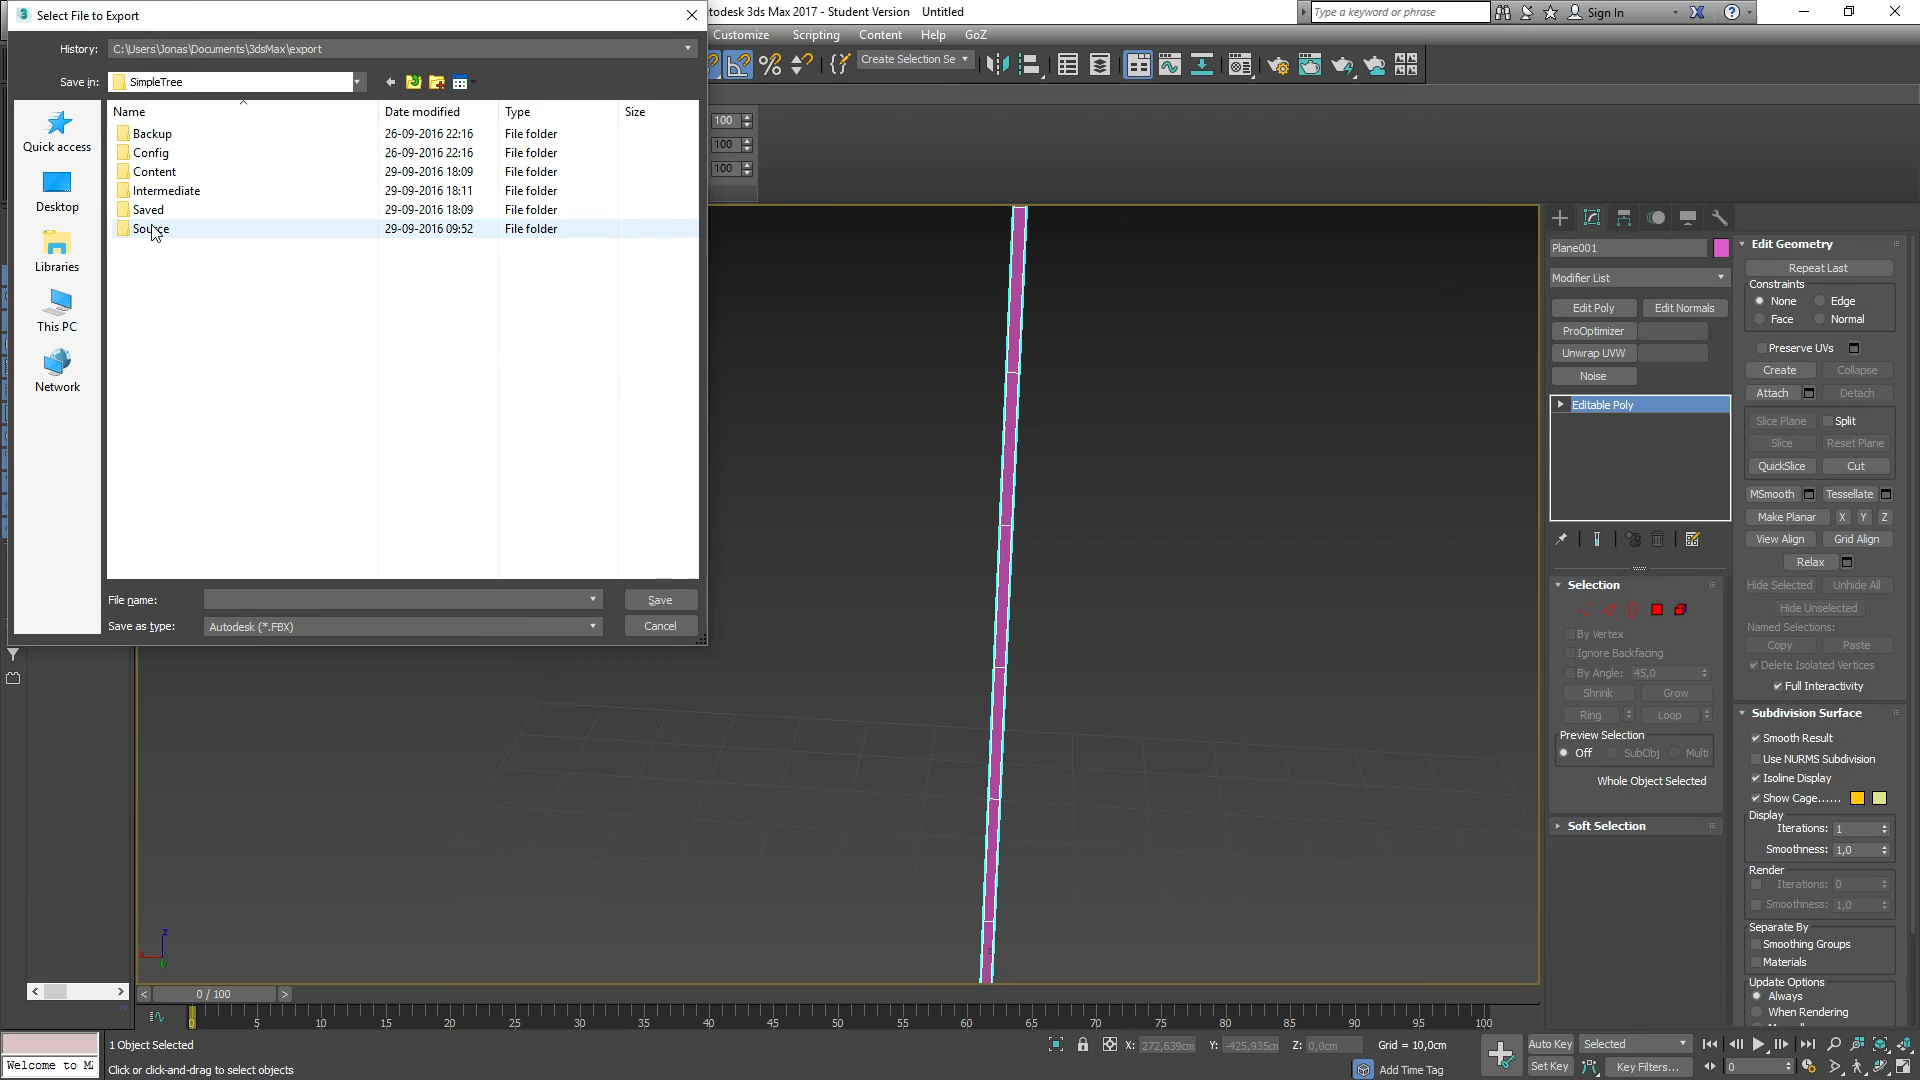 Select File to Export
utodesk 3ds Max 2017 - Student Version Untitled
Type a keyword or phrase
Sign In
History: C:\Users\Jonas\Documents\3dsMax\export
Customize Scripting Content Help GoZ
Save in: SimpleTree
Create Selection Se
Name Date modified Type Size
Backup 26-09-2016 22:16 File folder
Config 26-09-2016 22:16 File folder
Content 29-09-2016 18:09 File folder
Intermediate 29-09-2016 18:11 File folder
Saved 29-09-2016 18:09 File folder
Source 29-09-2016 09:52 File folder
Quick access
Desktop
Libraries
This PC
Network
100
100
100
File name:
Save
Save as type: Autodesk (*.FBX)
Cancel
Plane001
Modifier List
Edit Poly Edit Normals
ProOptimizer
Unwrap UVW
Noise
Editable Poly
Selection
By Vertex
Ignore Backfacing
By Angle: 45,0
Shrink Grow
Ring Loop
Preview Selection
Off SubObj Multi
Whole Object Selected
Soft Selection
Edit Geometry
Repeat Last
Constraints
None Edge
Face Normal
Preserve UVs
Create Collapse
Attach Detach
Slice Plane Split
Slice Reset Plane
QuickSlice Cut
MSmooth Tessellate
Make Planar X Y Z
View Align Grid Align
Relax
Hide Selected Unhide All
Hide Unselected
Named Selections:
Copy Paste
Delete Isolated Vertices
Full Interactivity
Subdivision Surface
Smooth Result
Use NURMS Subdivision
Isoline Display
Show Cage......
Display
Iterations: 1
Smoothness: 1,0
Render
Iterations: 0
Smoothness: 1,0
Separate By
Smoothing Groups
Materials
Update Options
Always
When Rendering
z
x
y
< 0 / 100 >
0 5 10 15 20 25 30 35 40 45 50 55 60 65 70 75 80 85 90 95 100
1 Object Selected
X: 272,639cm Y: -425,935cm Z: 0,0cm Grid = 10,0cm
Auto Key Selected
Welcome to M
Click or click-and-drag to select objects
Add Time Tag
Set Key Key Filters...
0